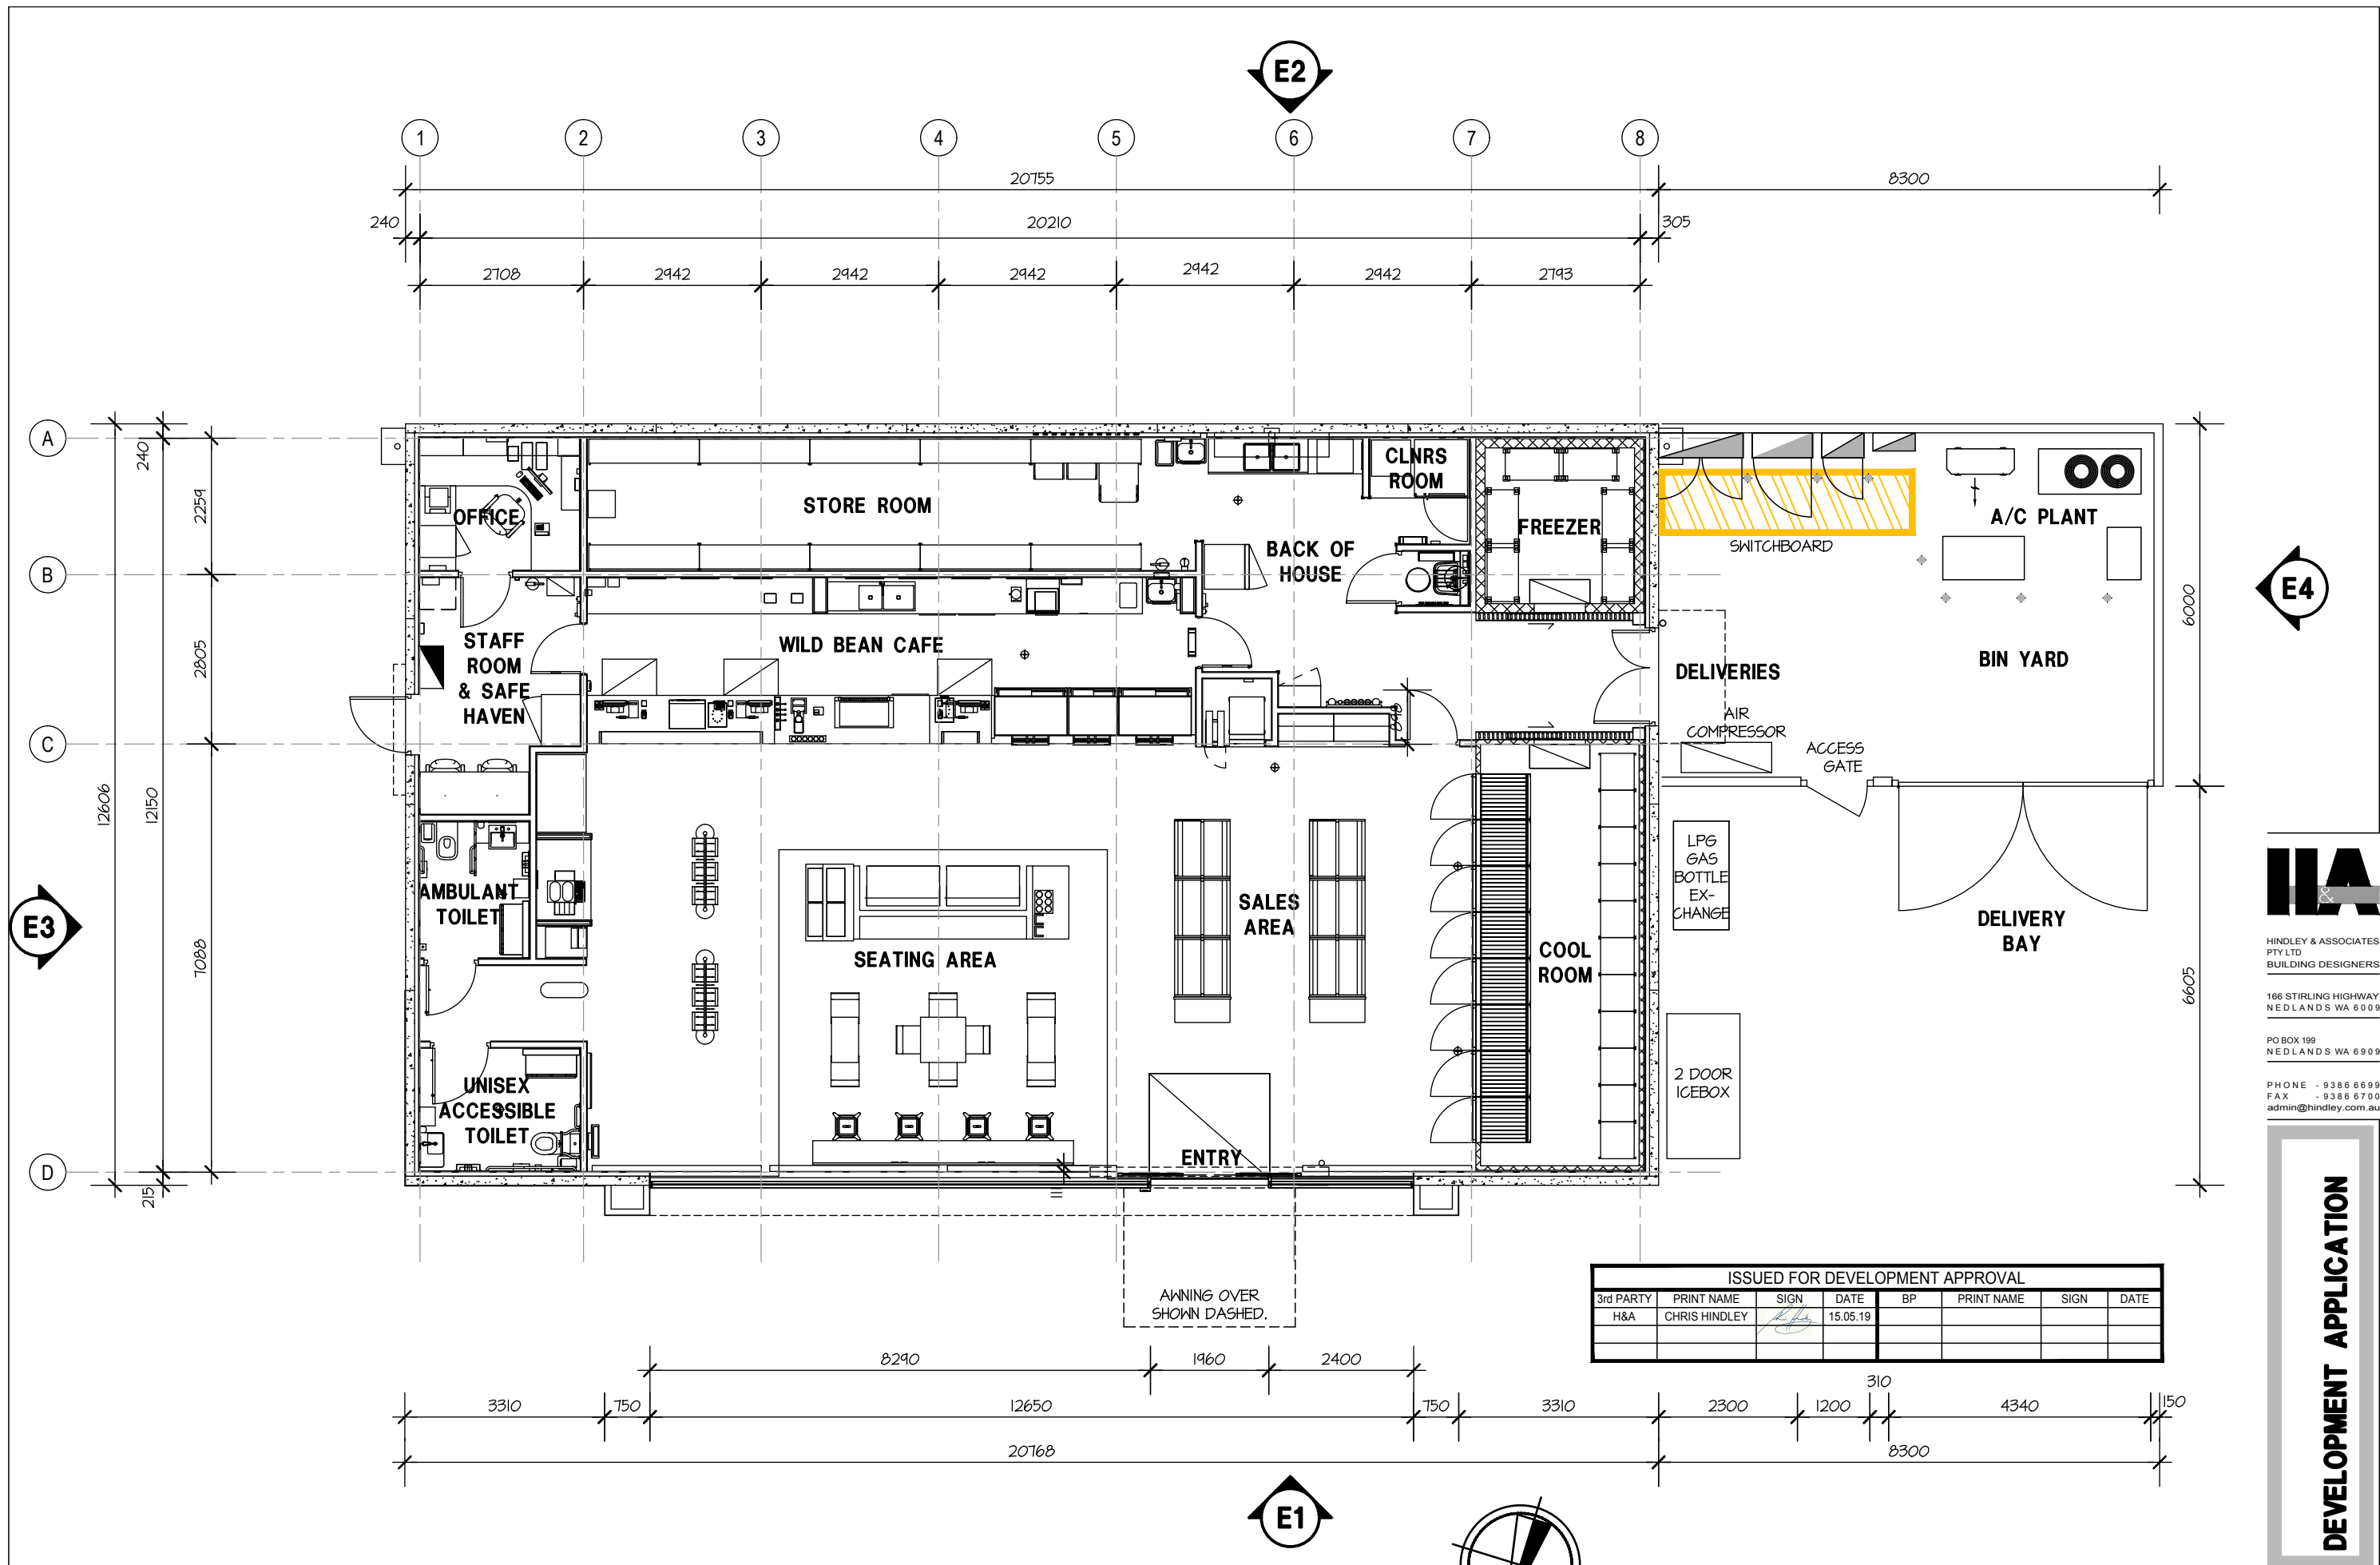 E2
1
2
3
4
5
6
7
8
20755
8300
240
20210
305
2708
2942
2942
2942
2942
2942
2793
A
B
C
D
240
2259
2805
7088
215
12150
12606
OFFICE
STORE ROOM
CLNRS
ROOM
FREEZER
BACK OF
HOUSE
SWITCHBOARD
A/C PLANT
STAFF
ROOM
& SAFE
HAVEN
WILD BEAN CAFE
DELIVERIES
BIN YARD
AIR
COMPRESSOR
ACCESS
GATE
E4
6000
6605
E3
AMBULANT
TOILET
SEATING AREA
SALES
AREA
COOL
ROOM
LPG
GAS
BOTTLE
EX-
CHANGE
DELIVERY
BAY
UNISEX
ACCESSIBLE
TOILET
2 DOOR
ICEBOX
ENTRY
AWNING OVER
SHOWN DASHED.
H&A
HINDLEY & ASSOCIATES
PTY LTD
BUILDING DESIGNERS
166 STIRLING HIGHWAY
NEDLANDS WA 6009
PO BOX 199
NEDLANDS WA 6909
PHONE - 9386 6699
FAX - 9386 6700
admin@hindley.com.au
DEVELOPMENT APPLICATION
ISSUED FOR DEVELOPMENT APPROVAL
3rd PARTY PRINT NAME SIGN DATE BP PRINT NAME SIGN DATE
H&A CHRIS HINDLEY 15.05.19
8290
1960
2400
3310
750
12650
750
3310
2300
1200
310
4340
150
20768
8300
E1